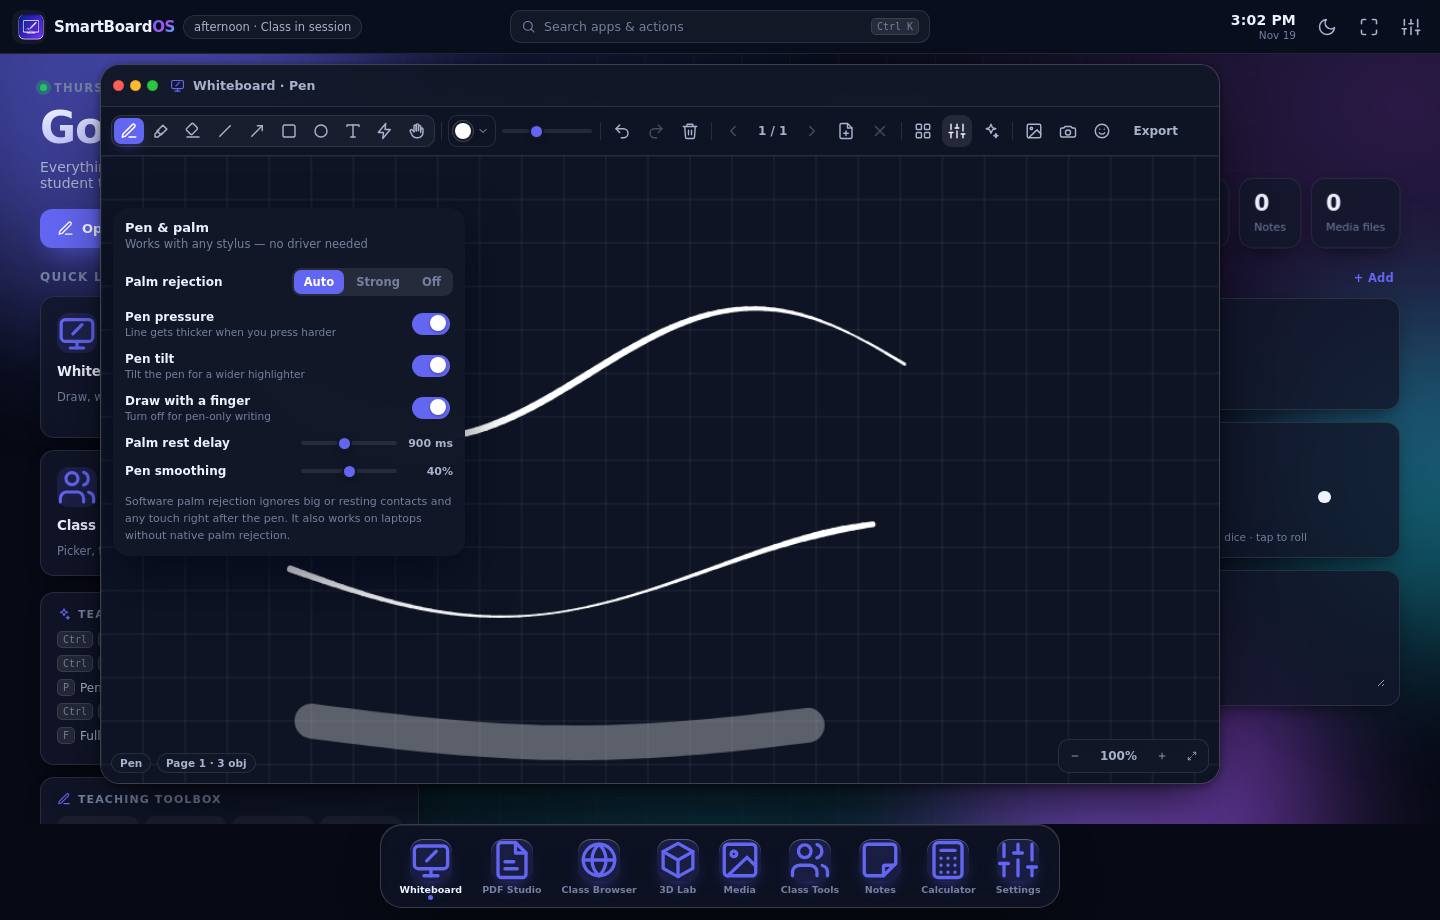 SmartBoardOS
afternoon · Class in session
Search apps & actions
Ctrl K
3:02 PM
Nov 19
Whiteboard · Pen
1 / 1
Export
THURS
Go
Everythin
student t
Op
QUICK L
White
Draw, w
Class
Picker, t
TEA
Ctrl
Ctrl
P Pen
Ctrl
F Full
TEACHING TOOLBOX
Pen & palm
Works with any stylus — no driver needed
Palm rejection
Auto Strong Off
Pen pressure
Line gets thicker when you press harder
Pen tilt
Tilt the pen for a wider highlighter
Draw with a finger
Turn off for pen-only writing
Palm rest delay 900 ms
Pen smoothing 40%
Software palm rejection ignores big or resting contacts and
any touch right after the pen. It also works on laptops
without native palm rejection.
Pen
Page 1 · 3 obj
100%
0
Notes
0
Media files
+ Add
dice · tap to roll
Whiteboard
PDF Studio
Class Browser
3D Lab
Media
Class Tools
Notes
Calculator
Settings